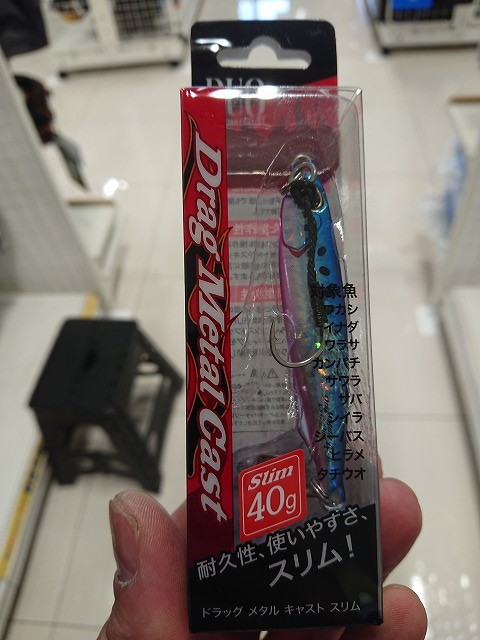 DUO
Drag Metal Cast
対象魚
ワカシ
イナダ
ワラサ
カンパチ
サワラ
サバ
シイラ
シーバス
ヒラメ
タチウオ
Slim
40g
耐久性、使いやすさ、
スリム!
ドラッグ メタル キャスト スリム